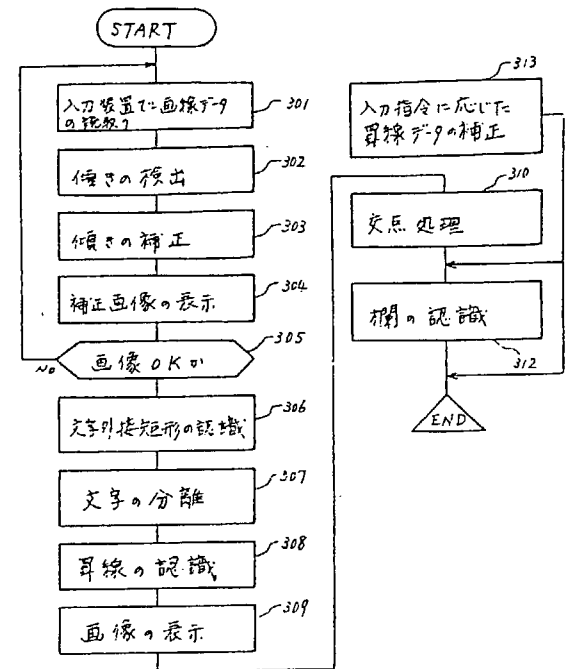 START
入力装置で画線データ
の読取り
301
傾きの検出
302
傾きの補正
303
補正画像の表示
304
画像OKか
305
NO
文字外接矩形の認識
306
文字の分離
307
罫線の認識
308
画像の表示
309
313
入力指令に応じた
罫線データの補正
310
交点処理
欄の認識
312
END